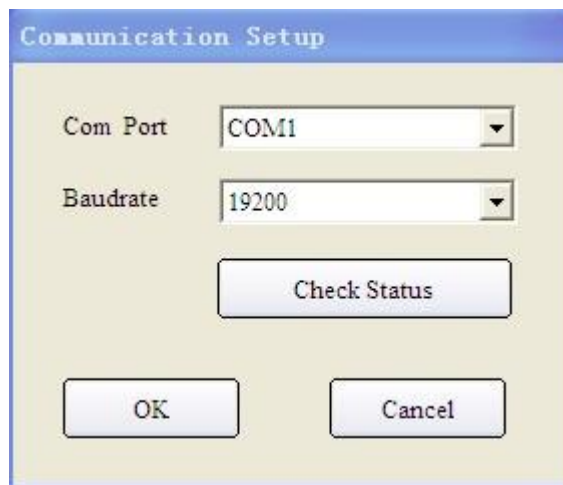 Communication Setup
Com Port COM1
Baudrate 19200
Check Status
OK Cancel